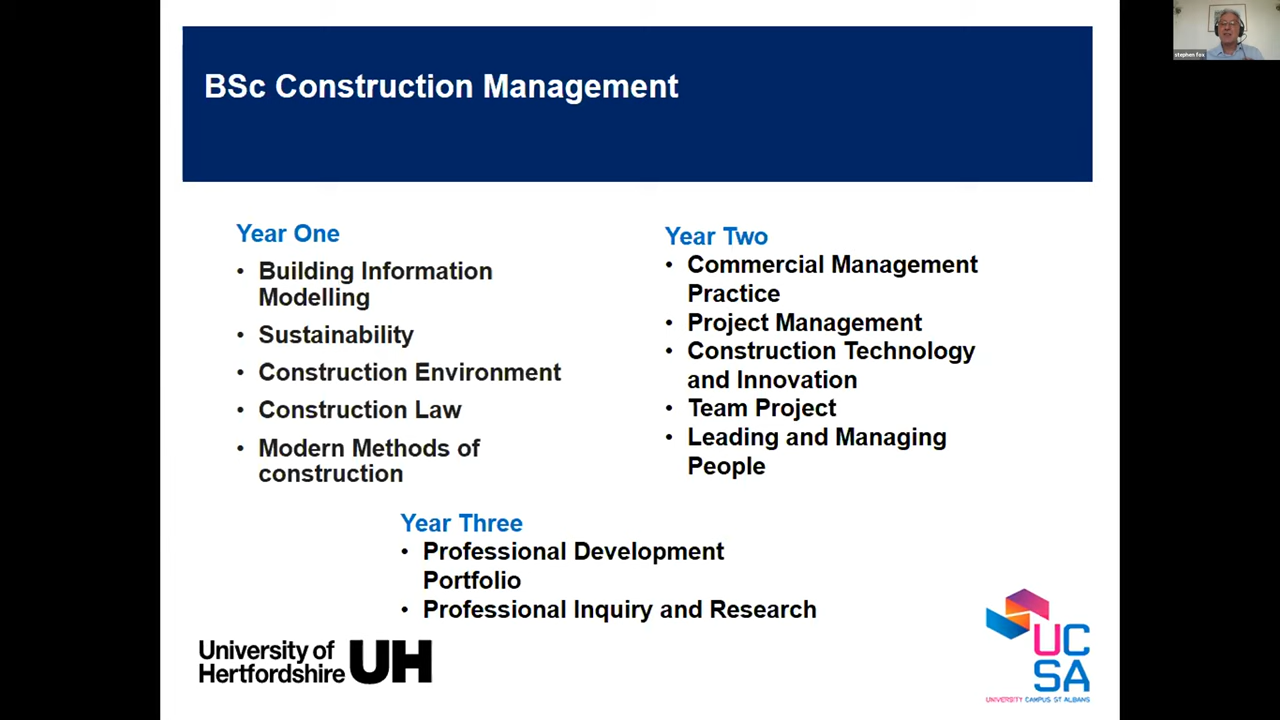 BSc Construction Management
stephen fox
Year One
• Building Information
Modelling
• Sustainability
• Construction Environment
• Construction Law
• Modern Methods of
construction
Year Two
• Commercial Management
Practice
• Project Management
• Construction Technology
and Innovation
• Team Project
• Leading and Managing
People
Year Three
• Professional Development
Portfolio
• Professional Inquiry and Research
University of
Hertfordshire UH
UC
SA
UNIVERSITY CAMPUS ST ALBANS